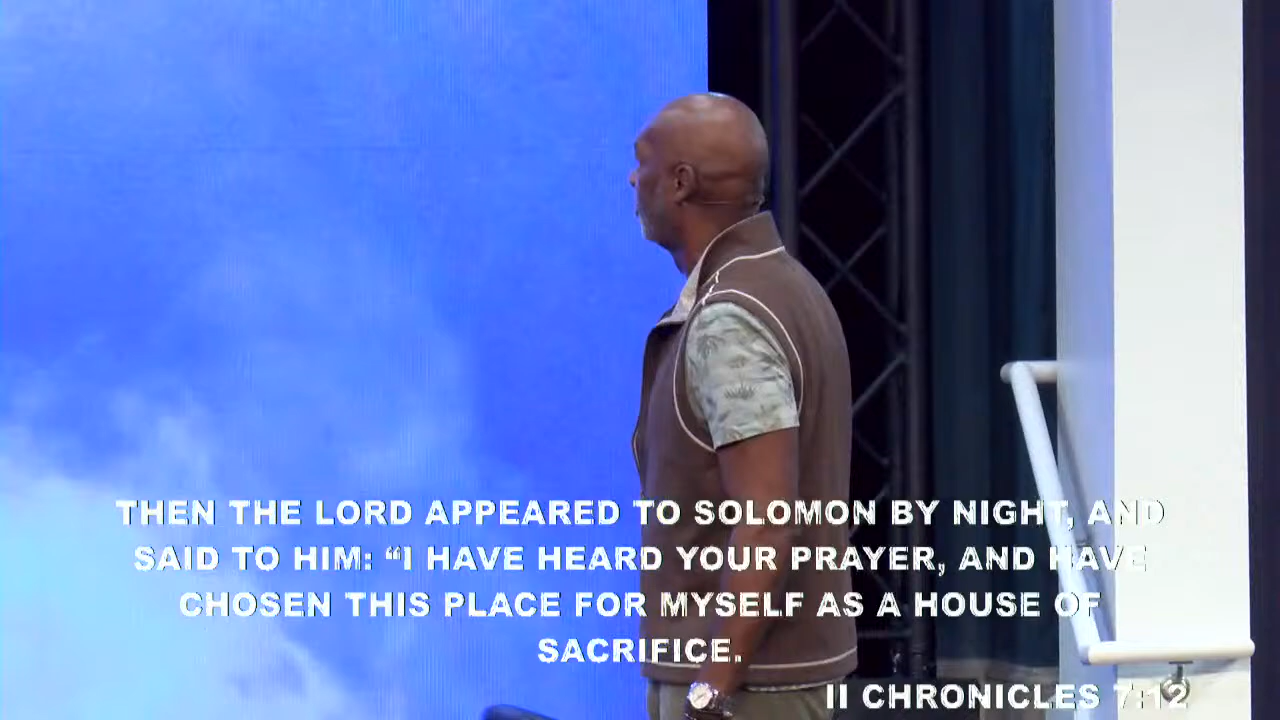 THEN THE LORD APPEARED TO SOLOMON BY NIGHT, AND
SAID TO HIM: “I HAVE HEARD YOUR PRAYER, AND HAVE
CHOSEN THIS PLACE FOR MYSELF AS A HOUSE OF
SACRIFICE.
II CHRONICLES 7:12